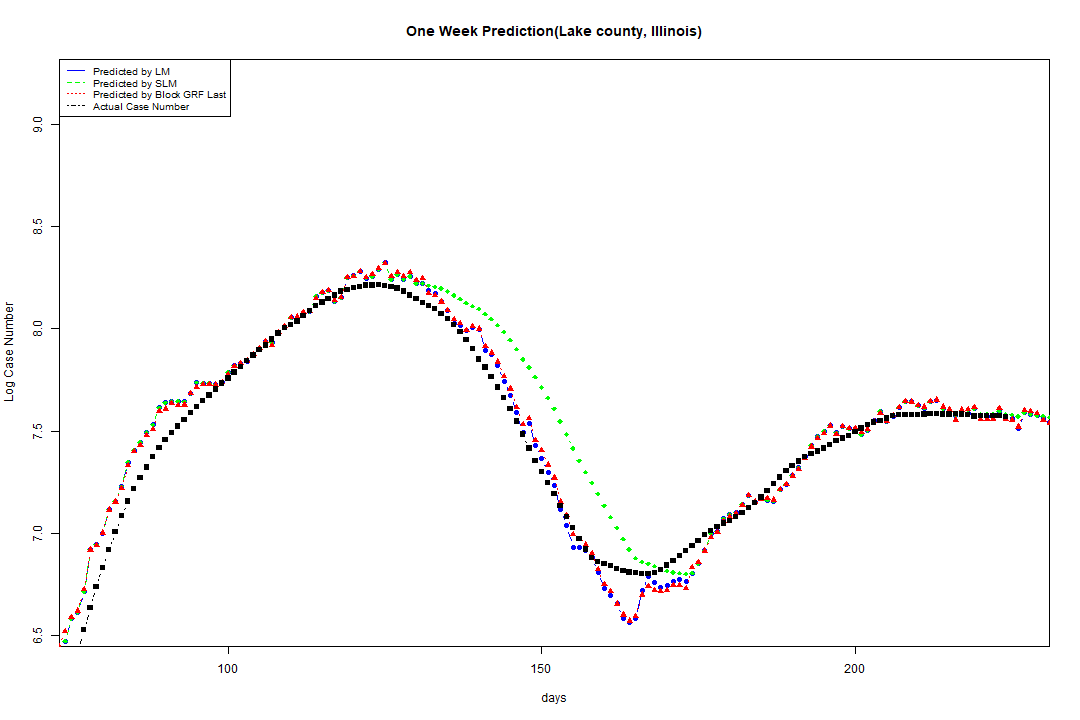 One Week Prediction(Lake county, Illinois)
Predicted by LM
Predicted by SLM
Predicted by Block GRF Last
Actual Case Number
9.0
8.5
8.0
7.5
7.0
6.5
Log Case Number
100 150 200
days